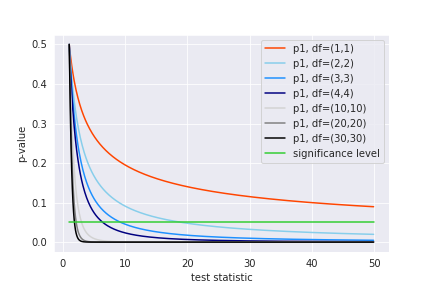 0.5
0.4
0.3
0.2
0.1
0.0
p-value
p1, df=(1,1)
p1, df=(2,2)
p1, df=(3,3)
p1, df=(4,4)
p1, df=(10,10)
p1, df=(20,20)
p1, df=(30,30)
significance level
0 10 20 30 40 50
test statistic